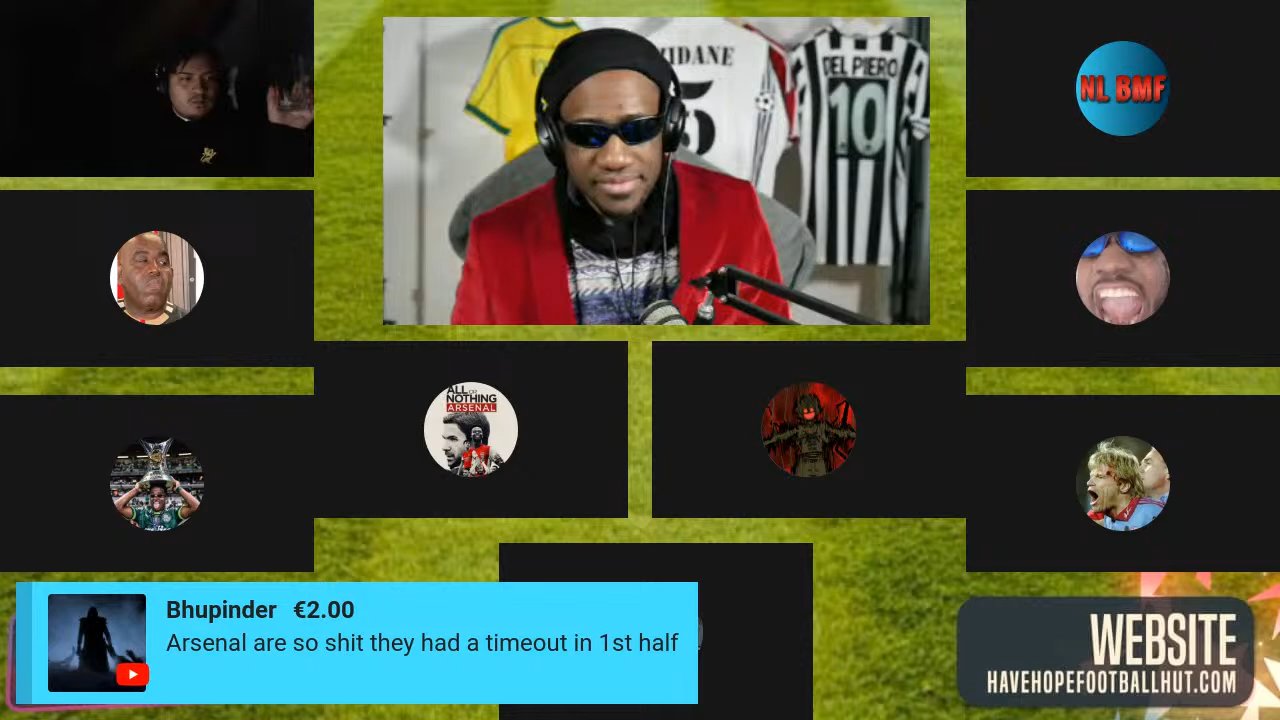 ZIDANE
5
DEL PIERO
10
NL BMF
ALL OR
NOTHING
ARSENAL
Bhupinder €2.00
Arsenal are so shit they had a timeout in 1st half
WEBSITE
HAVEHOPEFOOTBALLHUT.COM